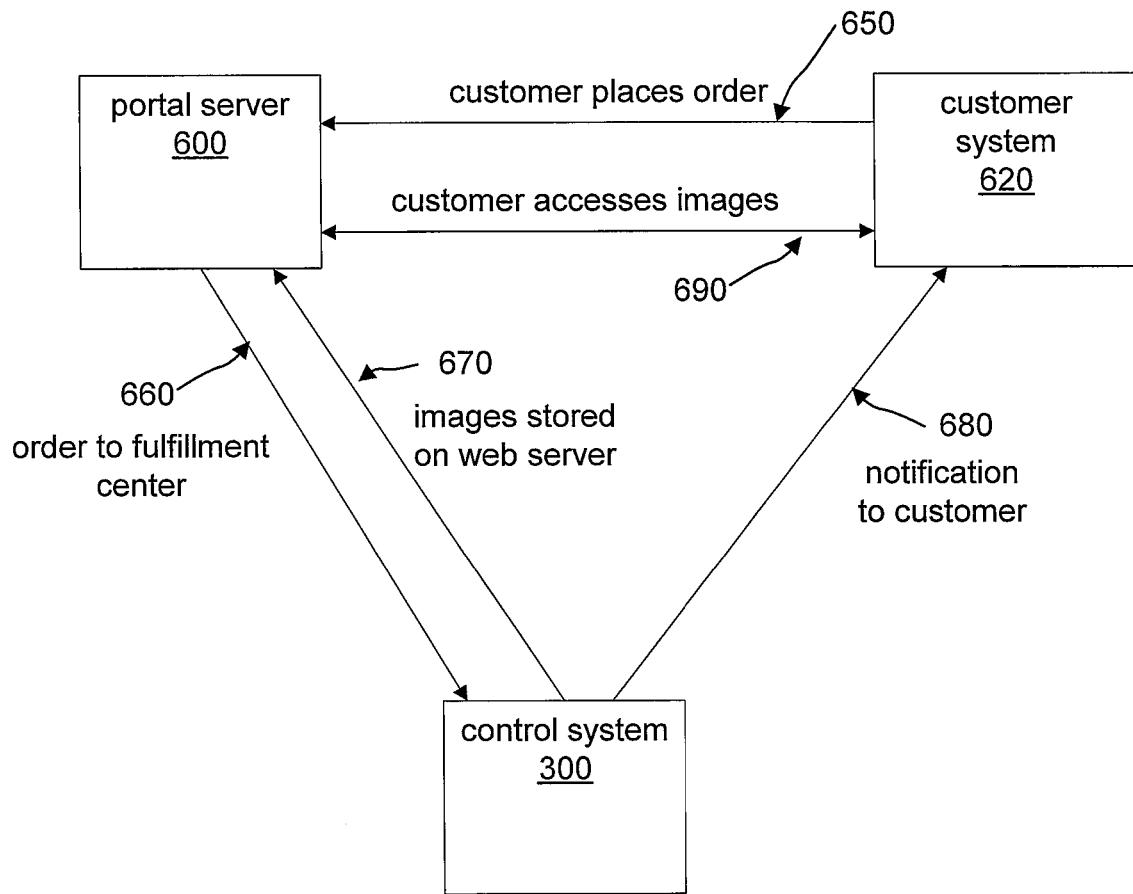 650
portal server
600
customer places order
customer
system
620
customer accesses images
690
660
order to fulfillment
center
670
images stored
on web server
680
notification
to customer
control system
300